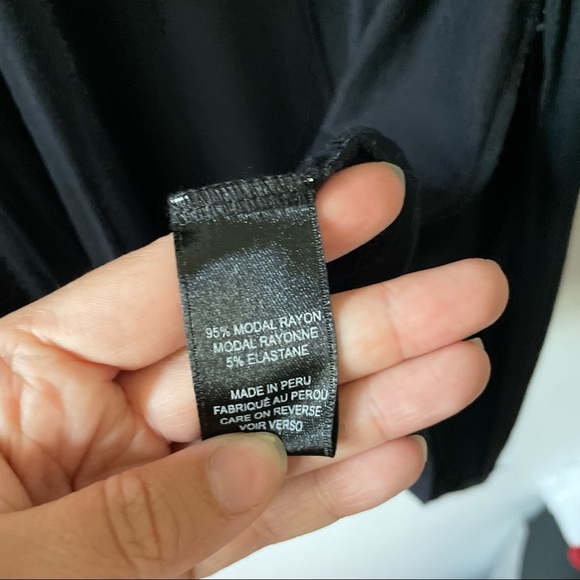 95% MODAL RAYON
MODAL RAYONNE
5% ELASTANE
MADE IN PERU
FABRIQUÉ AU PEROU
CARE ON REVERSE
VOIR VERSO